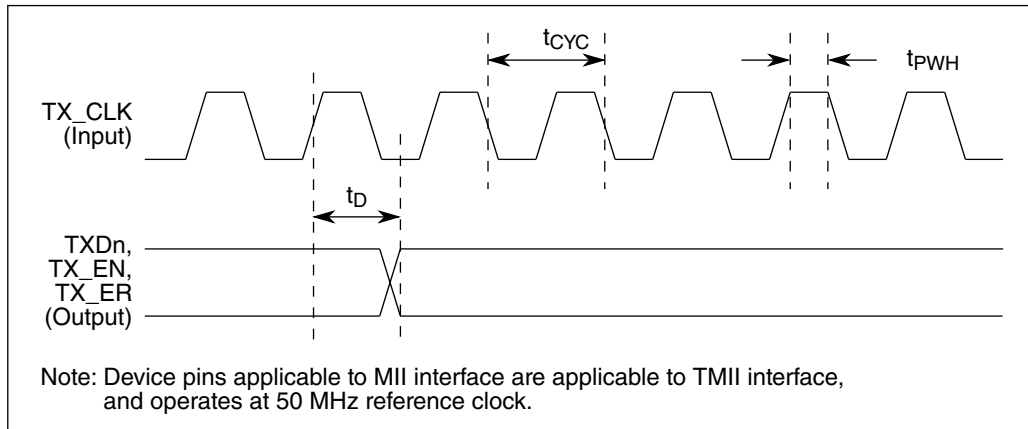 tCYC
tPWH
TX_CLK
(Input)
tD
TXDn,
TX_EN,
TX_ER
(Output)
Note: Device pins applicable to MII interface are applicable to TMII interface,
and operates at 50 MHz reference clock.